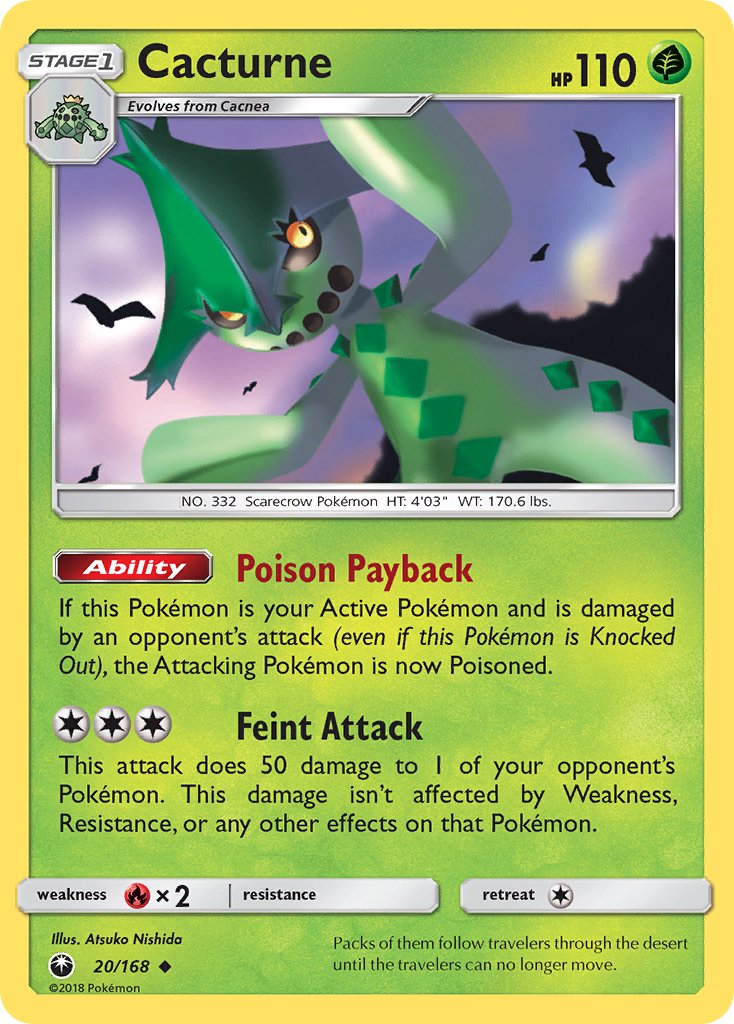 STAGE1
Cacturne
HP110
Evolves from Cacnea
NO. 332 Scarecrow Pokémon HT: 4'03" WT: 170.6 lbs.
Ability Poison Payback
If this Pokémon is your Active Pokémon and is damaged
by an opponent's attack (even if this Pokémon is Knocked
Out), the Attacking Pokémon is now Poisoned.
Feint Attack
This attack does 50 damage to 1 of your opponent's
Pokémon. This damage isn't affected by Weakness,
Resistance, or any other effects on that Pokémon.
weakness ×2 resistance retreat
Illus. Atsuko Nishida
20/168
©2018 Pokémon
Packs of them follow travelers through the desert
until the travelers can no longer move.